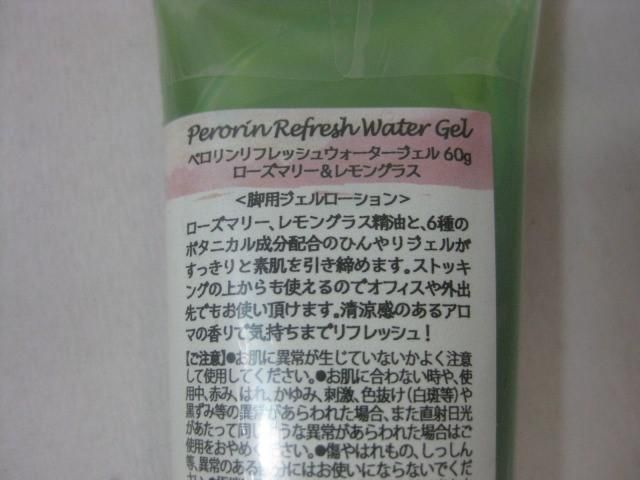 Perorin Refresh Water Gel
ペロリンリフレッシュウォータージェル 60g
ローズマリー&レモングラス
<脚用ジェルローション>
ローズマリー、レモングラス精油と、6種の
ボタニカル成分配合のひんやりジェルが
すっきりと素肌を引き締めます。ストッキ
ングの上からも使えるのでオフィスや外出
先でもお使い頂けます。清涼感のあるアロ
マの香りで気持ちまでリフレッシュ!
【ご注意】●お肌に異常が生じていないかよく注意
して使用してください。●お肌に合わない時や、使
用中、赤み、はれ、かゆみ、刺激、色抜け(白斑等)や
黒ずみ等の異常があらわれた場合、また直射日光
があたって同じような異常があらわれた場合はご
使用をおやめください。●傷やはれもの、しっしん
等、異常のある部分にはお使いにならないでくだ